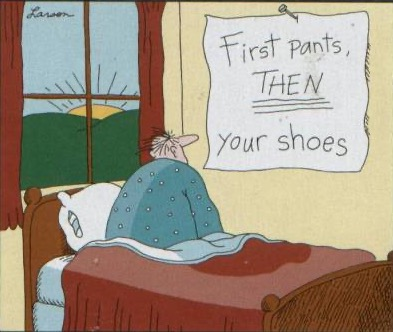 Larson
First pants,
THEN
your shoes